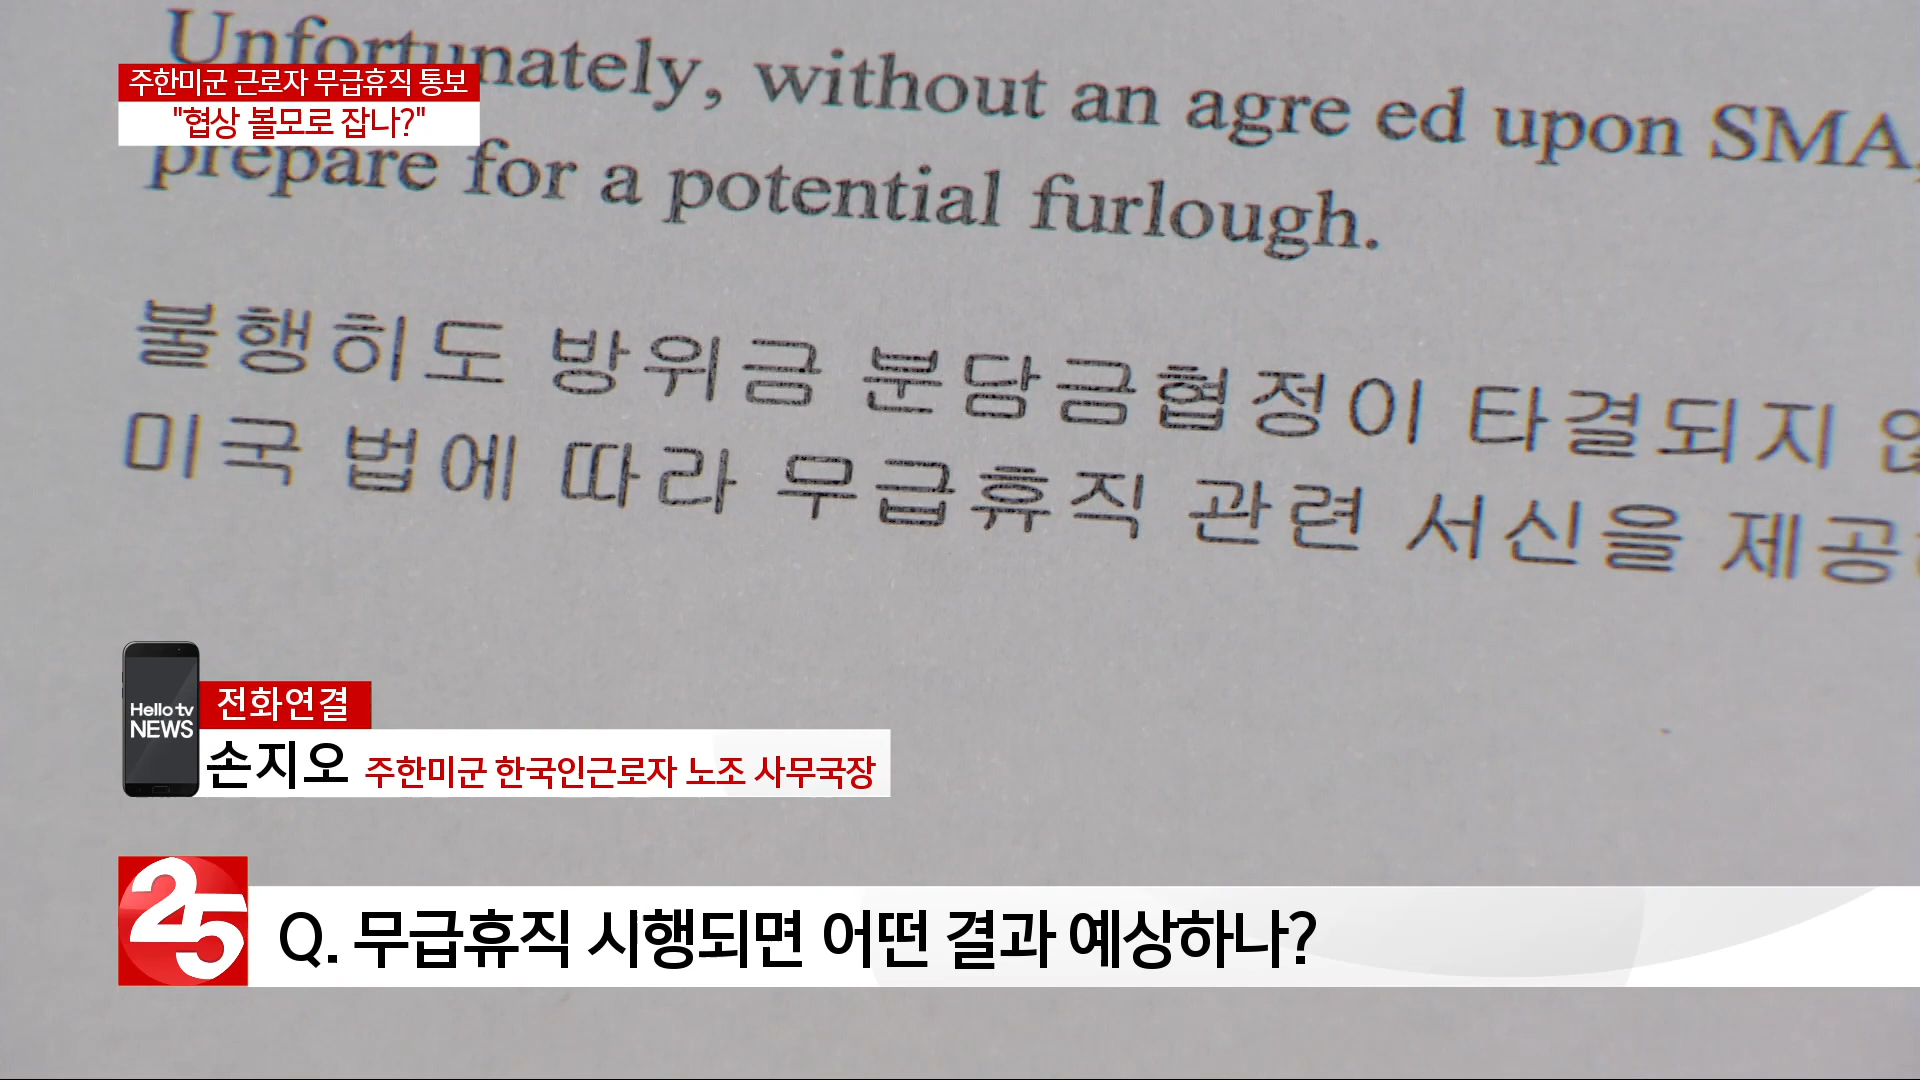 Unfortunately, without an agre ed upon SMA,
주한미군 근로자 무급휴직 통보
"협상 볼모로 잡나?"
prepare for a potential furlough.
불행히도 방위금 분담금협정이 타결되지
미국 법에 따라 무급휴직 관련 서신을 제공
Hello tv
NEWS
전화연결
손지오 주한미군 한국인근로자 노조 사무국장
25
Q. 무급휴직 시행되면 어떤 결과 예상하나?